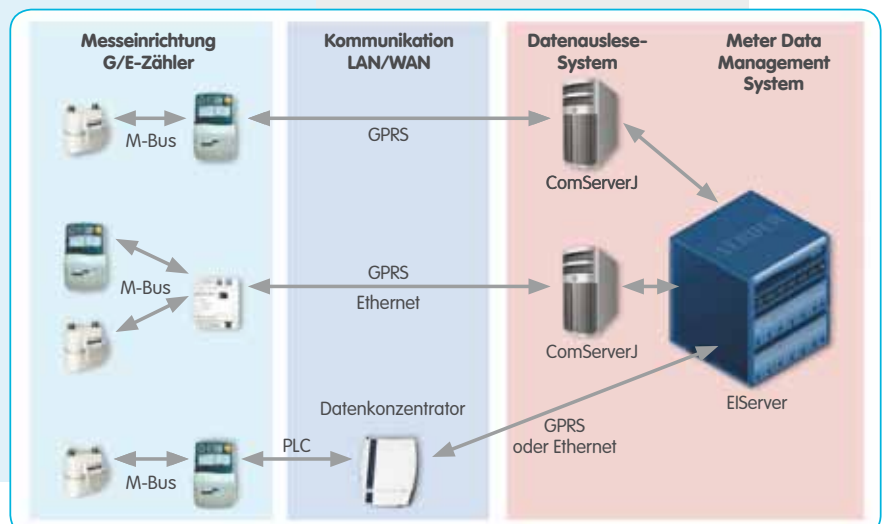 Messeinrichtung
G/E-Zähler
Kommunikation
LAN/WAN
Datenauslese-
System
Meter Data
Management
System
M-Bus
GPRS
ComServerJ
M-Bus
GPRS
Ethernet
ComServerJ
EIServer
Datenkonzentrator
GPRS
oder Ethernet
M-Bus
PLC